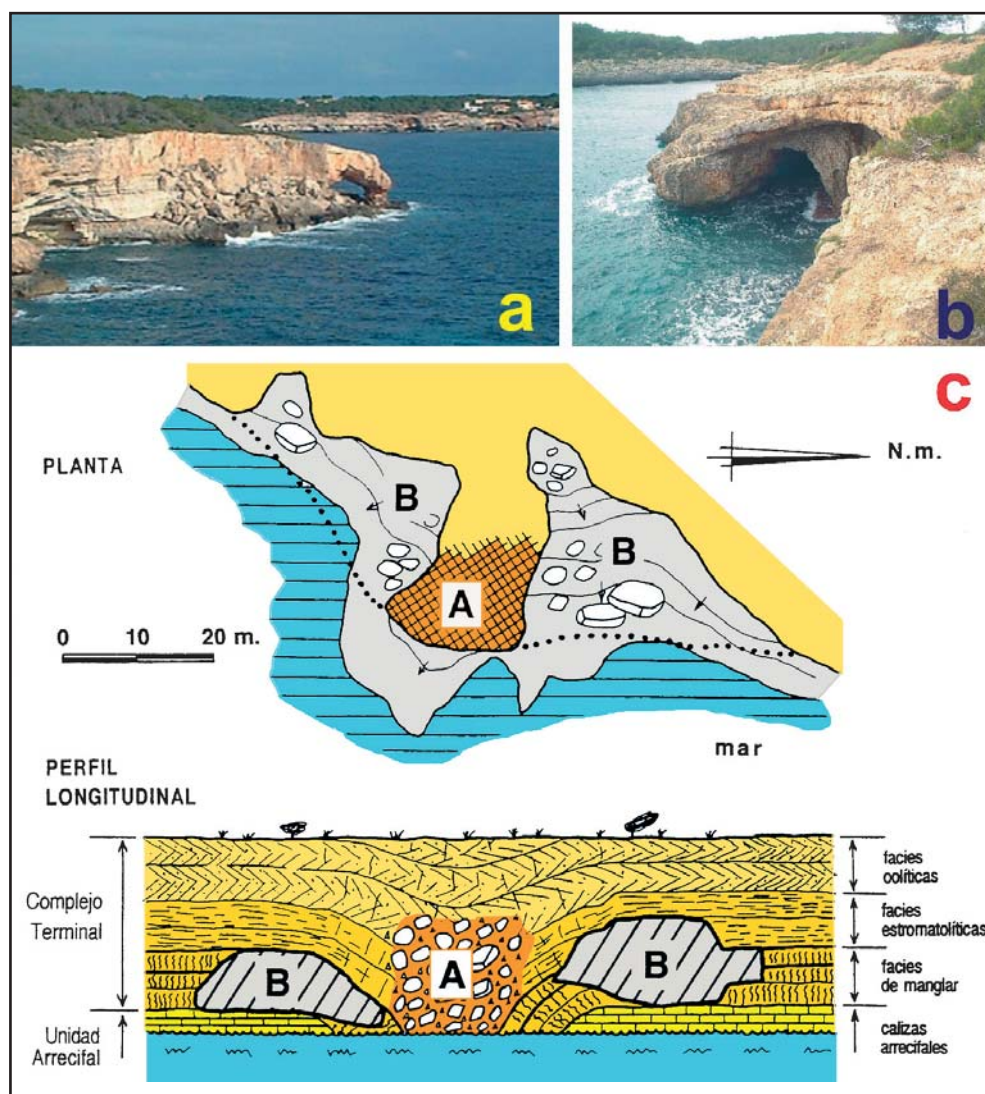 a
b
c
PLANTA
N.m.
B
B
A
0 10 20 m.
mar
PERFIL
LONGITUDINAL
Complejo
Terminal
Unidad
Arrecifal
B
A
B
facies
oolíticas
facies
estromatolíticas
facies
de manglar
calizas
arrecifales